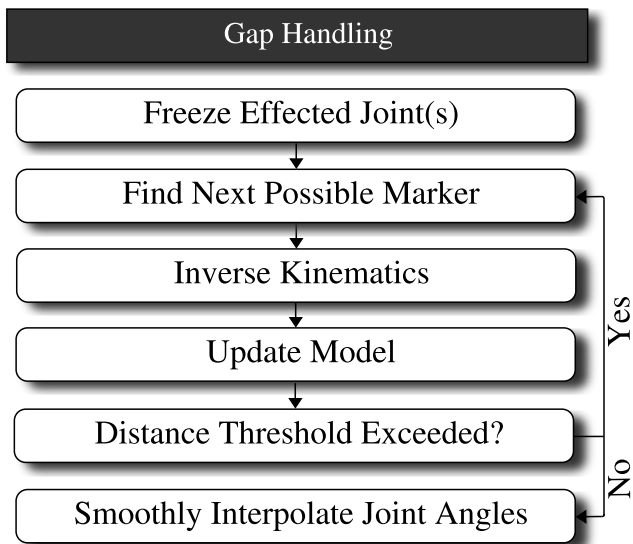 Gap Handling
Freeze Effected Joint(s)
Find Next Possible Marker
Inverse Kinematics
Update Model
Distance Threshold Exceeded?
Yes
No
Smoothly Interpolate Joint Angles